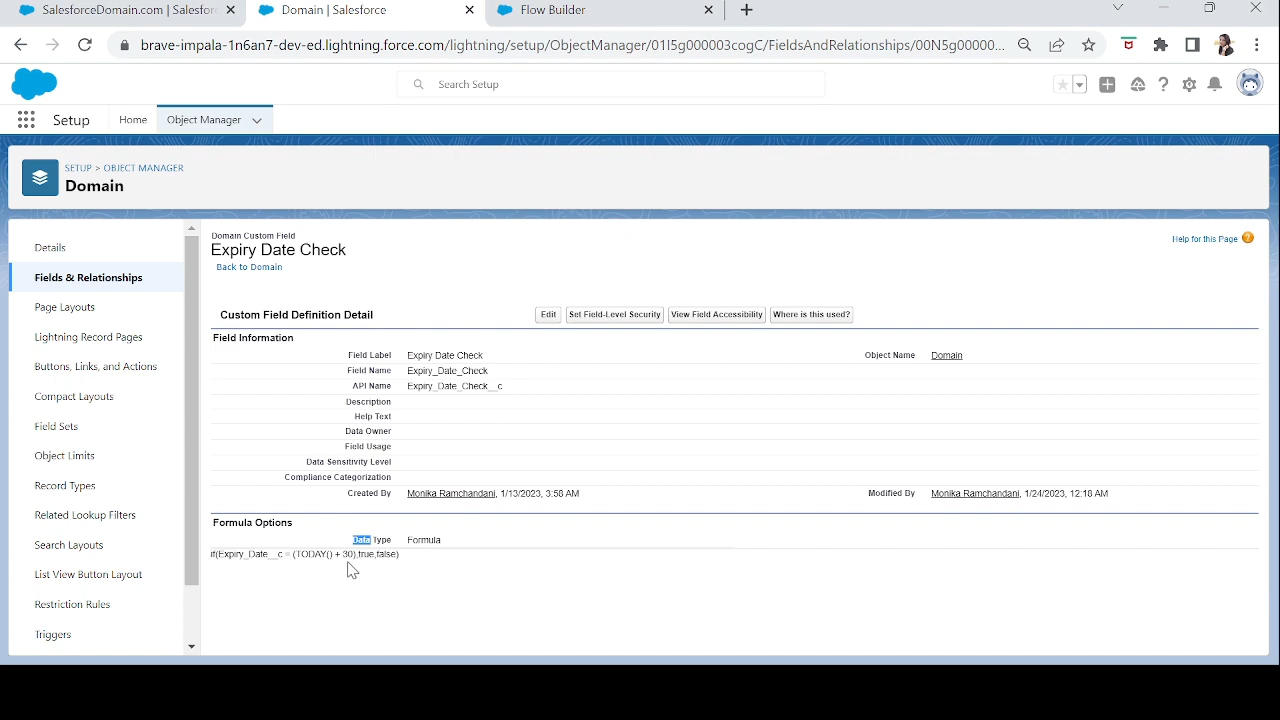 SalesforceDomain.com | Salesfor
Domain | Salesforce
Flow Builder
brave-impala-1n6an7-dev-ed.lightning.force.com/lightning/setup/ObjectManager/01I5g000003cogC/FieldsAndRelationships/00N5g00000...
Search Setup
Setup
Home
Object Manager
SETUP > OBJECT MANAGER
Domain
Details
Fields & Relationships
Page Layouts
Lightning Record Pages
Buttons, Links, and Actions
Compact Layouts
Field Sets
Object Limits
Record Types
Related Lookup Filters
Search Layouts
List View Button Layout
Restriction Rules
Triggers
Domain Custom Field
Expiry Date Check
Back to Domain
Help for this Page
Custom Field Definition Detail
Edit
Set Field-Level Security
View Field Accessibility
Where is this used?
Field Information
Field Label Expiry Date Check Object Name Domain
Field Name Expiry_Date_Check
API Name Expiry_Date_Check__c
Description
Help Text
Data Owner
Field Usage
Data Sensitivity Level
Compliance Categorization
Created By Monika Ramchandani, 1/13/2023, 3:58 AM Modified By Monika Ramchandani, 1/24/2023, 12:18 AM
Formula Options
Data Type Formula
if(Expiry_Date__c = (TODAY() + 30),true,false)